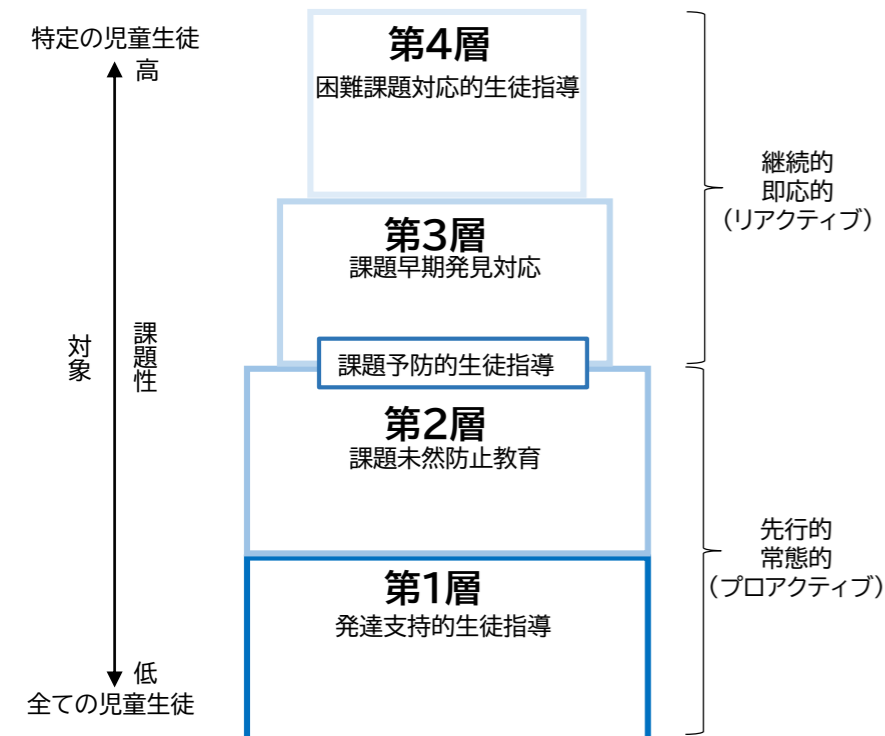 特定の児童生徒
高
対象
課題性
低
全ての児童生徒
第4層
困難課題対応的生徒指導
第3層
課題早期発見対応
課題予防的生徒指導
第2層
課題未然防止教育
第1層
発達支持的生徒指導
継続的
即応的
(リアクティブ)
先行的
常態的
(プロアクティブ)